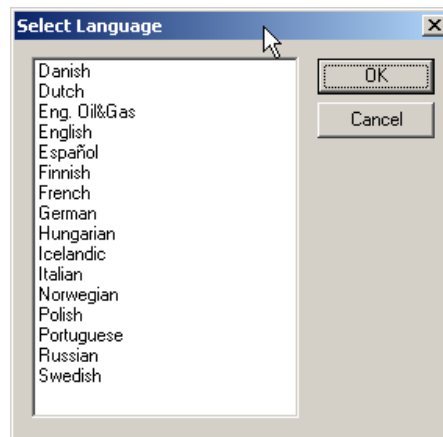 Select Language
Danish
Dutch
Eng. Oil&Gas
English
Español
Finnish
French
German
Hungarian
Icelandic
Italian
Norwegian
Polish
Portuguese
Russian
Swedish
OK
Cancel